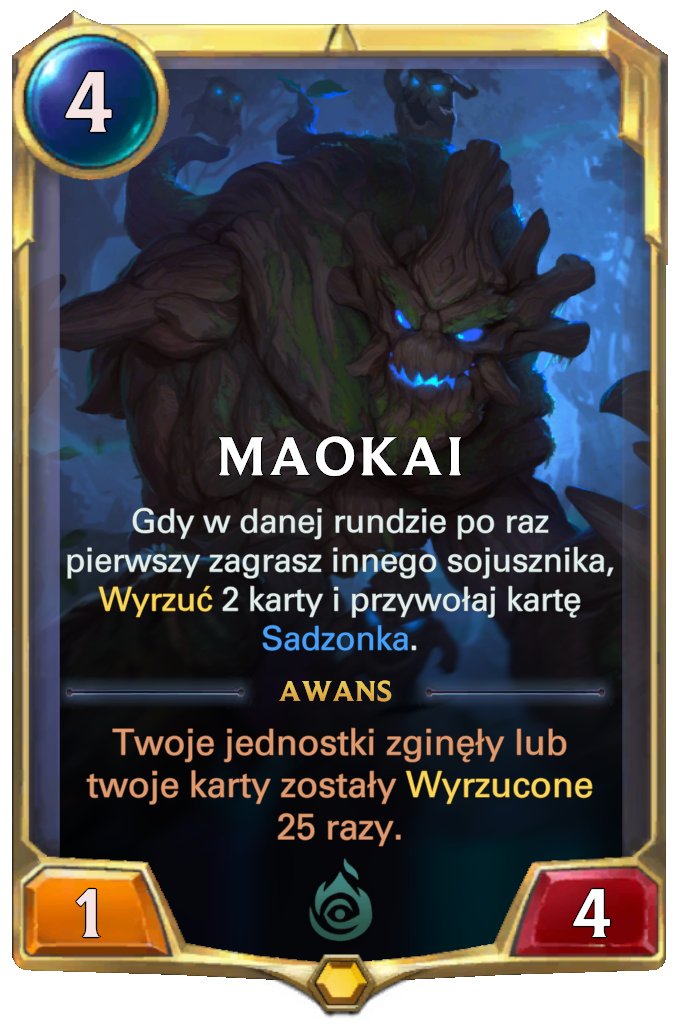 4
MAOKAI
Gdy w danej rundzie po raz
pierwszy zagrasz innego sojusznika,
Wyrzuć 2 karty i przywołaj kartę
Sadzonka.
AWANS
Twoje jednostki zginęły lub
twoje karty zostały Wyrzucone
25 razy.
1
4